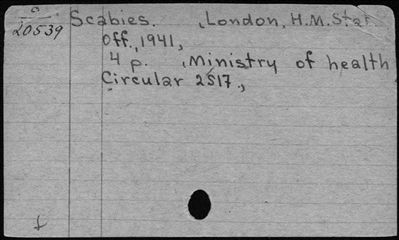 Scabies. London, H.M. Stat.
20539
Off., 1941,
4 p. Ministry of health
Circular 2517.,